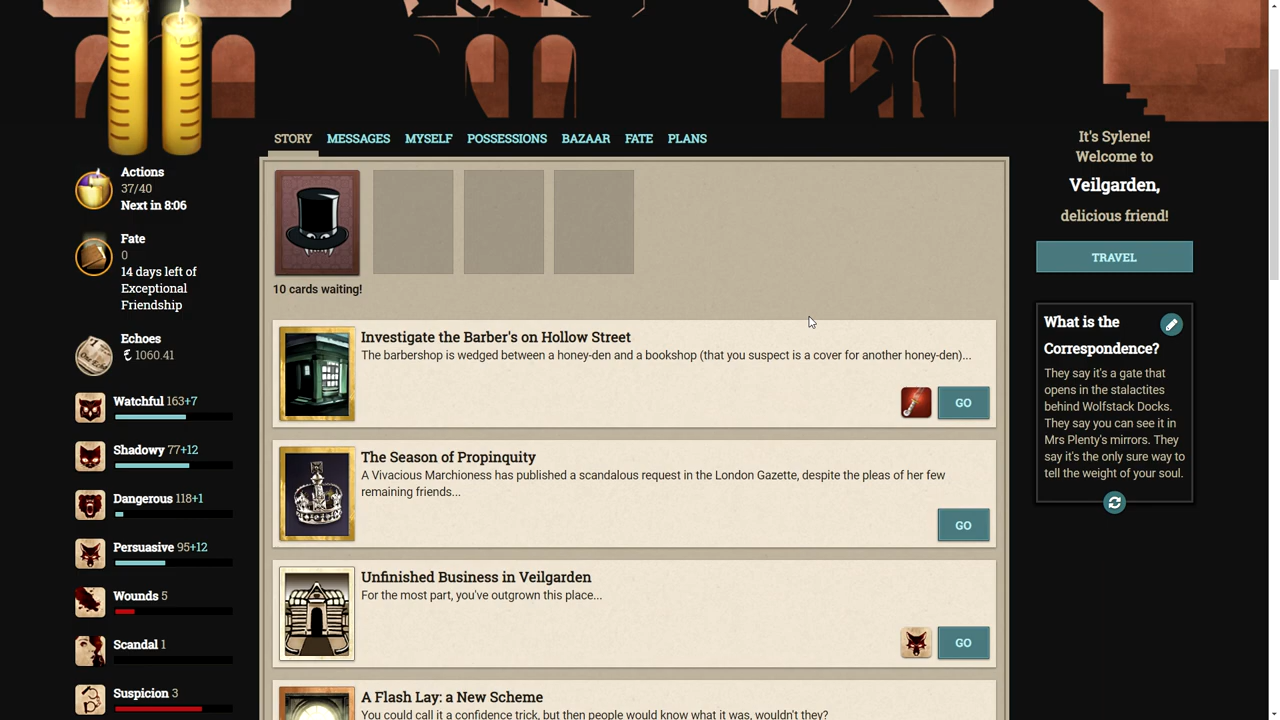 STORY MESSAGES MYSELF POSSESSIONS BAZAAR FATE PLANS
Actions
37/40
Next in 8:06
Fate
0
14 days left of
Exceptional
Friendship
Echoes
1060.41
Watchful 163+7
Shadowy 77+12
Dangerous 118+1
Persuasive 95+12
Wounds 5
Scandal 1
Suspicion 3
10 cards waiting!
Investigate the Barber's on Hollow Street
The barbershop is wedged between a honey-den and a bookshop (that you suspect is a cover for another honey-den)...
GO
The Season of Propinquity
A Vivacious Marchioness has published a scandalous request in the London Gazette, despite the pleas of her few
remaining friends...
GO
Unfinished Business in Veilgarden
For the most part, you've outgrown this place...
GO
A Flash Lay: a New Scheme
You could call it a confidence trick, but then people would know what it was, wouldn't they?
It's Sylene!
Welcome to
Veilgarden,
delicious friend!
TRAVEL
What is the
Correspondence?
They say it's a gate that
opens in the stalactites
behind Wolfstack Docks.
They say you can see it in
Mrs Plenty's mirrors. They
say it's the only sure way to
tell the weight of your soul.